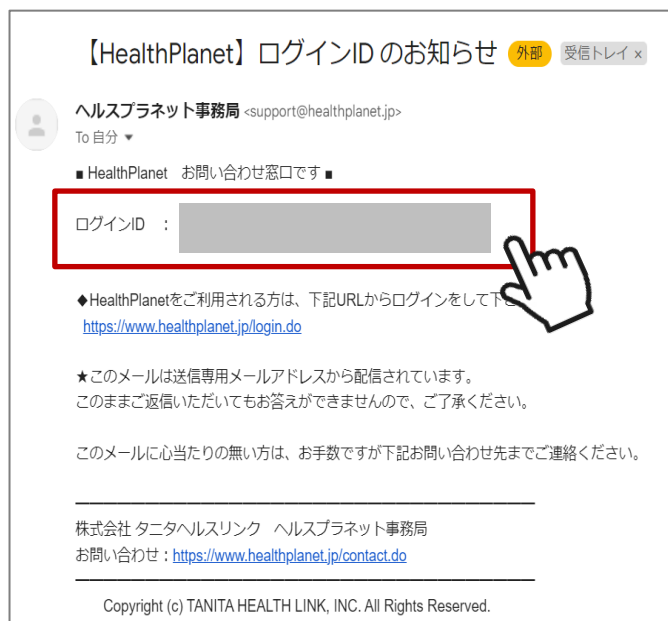 【HealthPlanet】ログインID のお知らせ 外部 受信トレイ ×
ヘルスプラネット事務局 <support@healthplanet.jp>
To 自分 ▼
■ HealthPlanet お問い合わせ窓口です ■
ログインID ：
◆HealthPlanetをご利用される方は、下記URLからログインをして下
https://www.healthplanet.jp/login.do
★このメールは送信専用メールアドレスから配信されています。
このままご返信いただいてもお答えができませんので、ご了承ください。
このメールに心当たりの無い方は、お手数ですが下記お問い合わせ先までご連絡ください。
株式会社 タニタヘルスリンク ヘルスプラネット事務局
お問い合わせ：https://www.healthplanet.jp/contact.do
Copyright (c) TANITA HEALTH LINK, INC. All Rights Reserved.